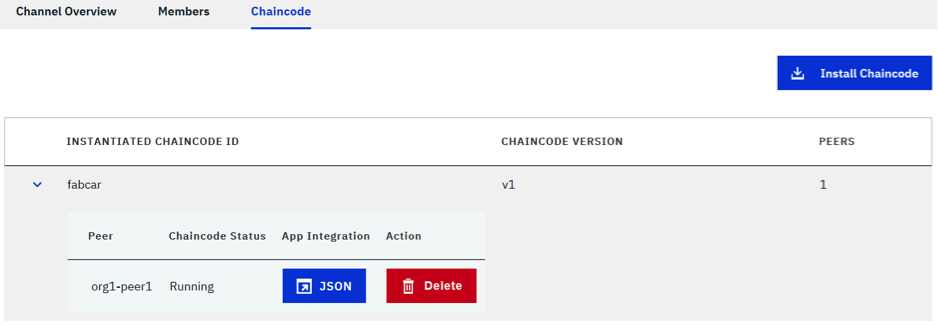 Channel Overview Members Chaincode
Install Chaincode
INSTANTIATED CHAINCODE ID CHAINCODE VERSION PEERS
fabcar v1 1
Peer Chaincode Status App Integration Action
org1-peer1 Running JSON Delete